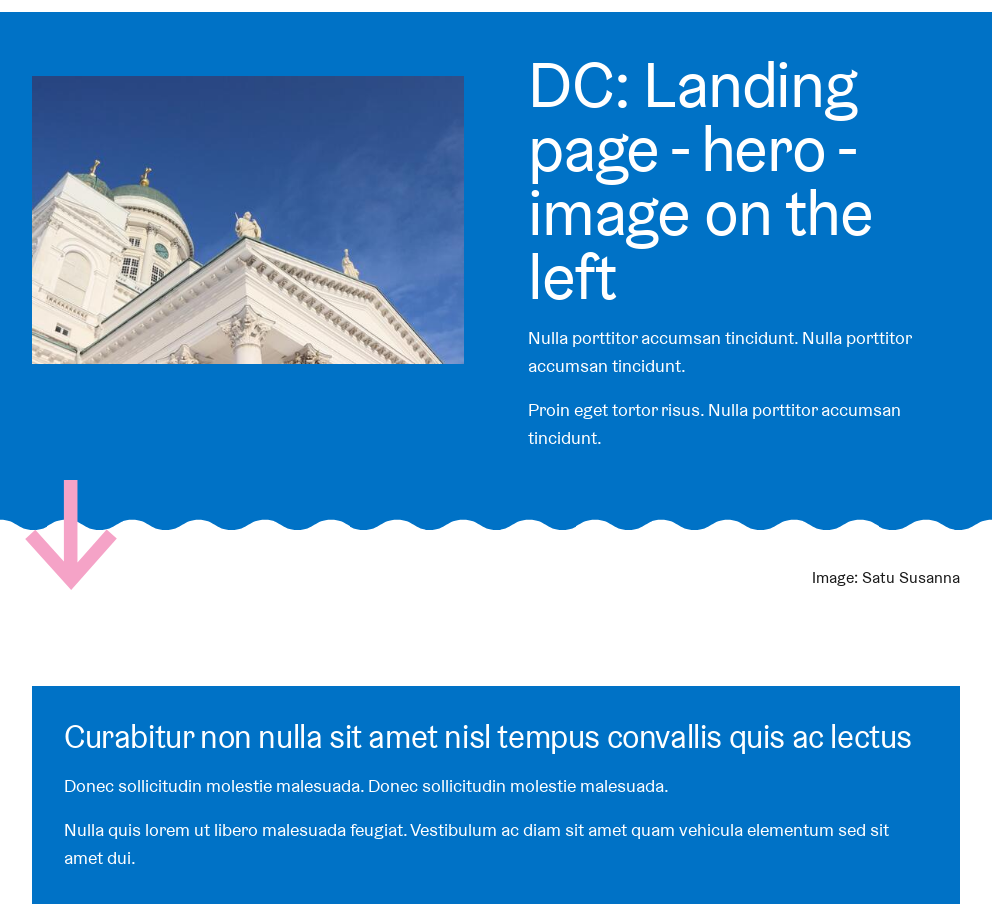 DC: Landing
page - hero -
image on the
left
Nulla porttitor accumsan tincidunt. Nulla porttitor
accumsan tincidunt.
Proin eget tortor risus. Nulla porttitor accumsan
tincidunt.
Image: Satu Susanna
Curabitur non nulla sit amet nisl tempus convallis quis ac lectus
Donec sollicitudin molestie malesuada. Donec sollicitudin molestie malesuada.
Nulla quis lorem ut libero malesuada feugiat. Vestibulum ac diam sit amet quam vehicula elementum sed sit
amet dui.